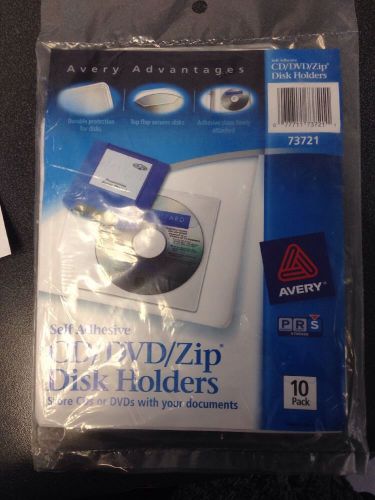 Avery Advantages
Self Adhesive
CD/DVD/Zip®
Disk Holders
Durable protection
for disks
Top flap secures disks
Adhesive stays firmly
attached
73721
AVERY
PRS
Self Adhesive
CD/DVD/Zip®
Disk Holders
Store CDs or DVDs with your documents
10
Pack